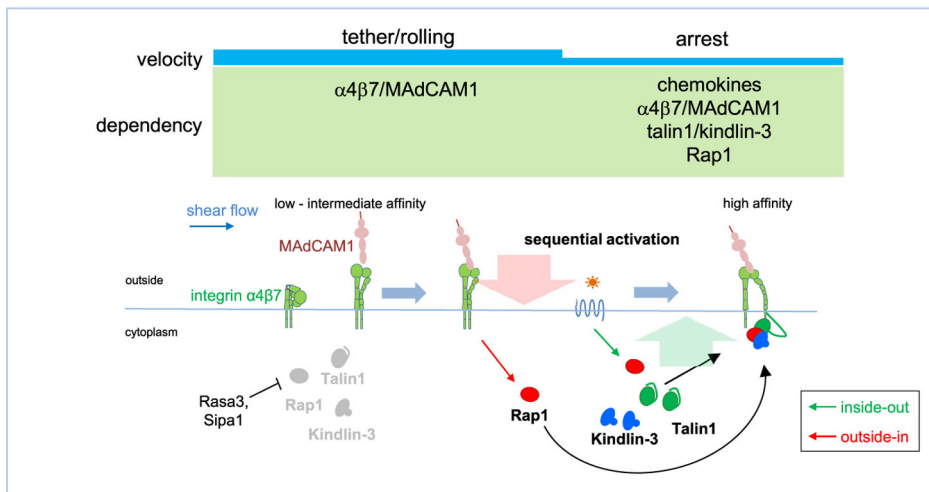 tether/rolling
arrest
velocity
α4β7/MAdCAM1
chemokines
α4β7/MAdCAM1
talin1/kindlin-3
Rap1
dependency
shear flow
low - intermediate affinity
high affinity
MAdCAM1
sequential activation
outside
integrin α4β7
cytoplasm
Talin1
Rasa3,
Sipa1
Rap1
Kindlin-3
Rap1
Kindlin-3
Talin1
inside-out
outside-in